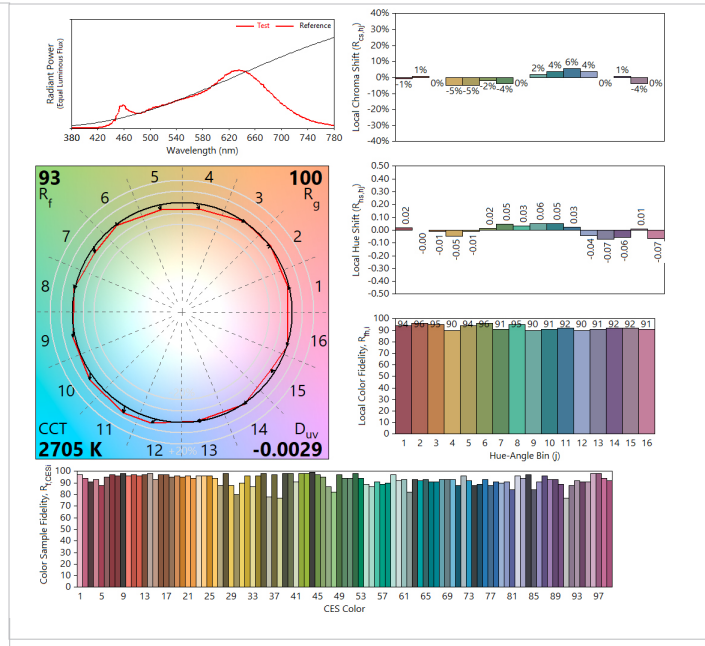 Radiant Power
(Equal Luminous Flux)
Test Reference
380 420 460 500 540 580 620 660 700 740 780
Wavelength (nm)
Local Chroma Shift (Rcs,hj)
40%
30%
20%
10%
0%
-10%
-20%
-30%
-40%
-1% 1% 0% -5% -5% -2% -4% 0% 2% 4% 6% 4% 0% 1% -4% 0%
93
Rf
100
Rg
1
2
3
4
5
6
7
8
9
10
11
12
13
14
15
16
+20%
CCT
2705 K
Duv
-0.0029
Local Hue Shift (Rhs,hj)
0.50
0.40
0.30
0.20
0.10
0.00
-0.10
-0.20
-0.30
-0.40
-0.50
0.02 -0.00 -0.01 -0.05 -0.01 0.02 0.05 0.03 0.06 0.05 0.03 -0.04 -0.07 -0.06 0.01 -0.07
Local Color Fidelity, Rfh,i
100
90
80
70
60
50
40
30
20
10
0
94 96 95 90 94 96 91 95 90 91 92 90 91 92 92 91
1 2 3 4 5 6 7 8 9 10 11 12 13 14 15 16
Hue-Angle Bin (j)
Color Sample Fidelity, Rf,CESi
100
90
80
70
60
50
40
30
20
10
0
1 5 9 13 17 21 25 29 33 37 41 45 49 53 57 61 65 69 73 77 81 85 89 93 97
CES Color